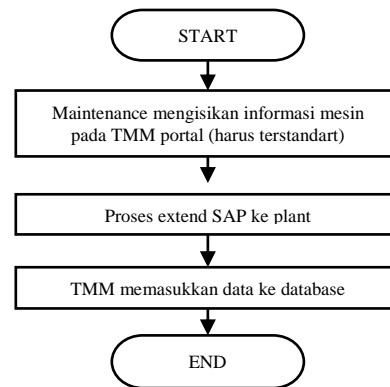 START
Maintenance mengisikan informasi mesin
pada TMM portal (harus terstandart)
Proses extend SAP ke plant
TMM memasukkan data ke database
END